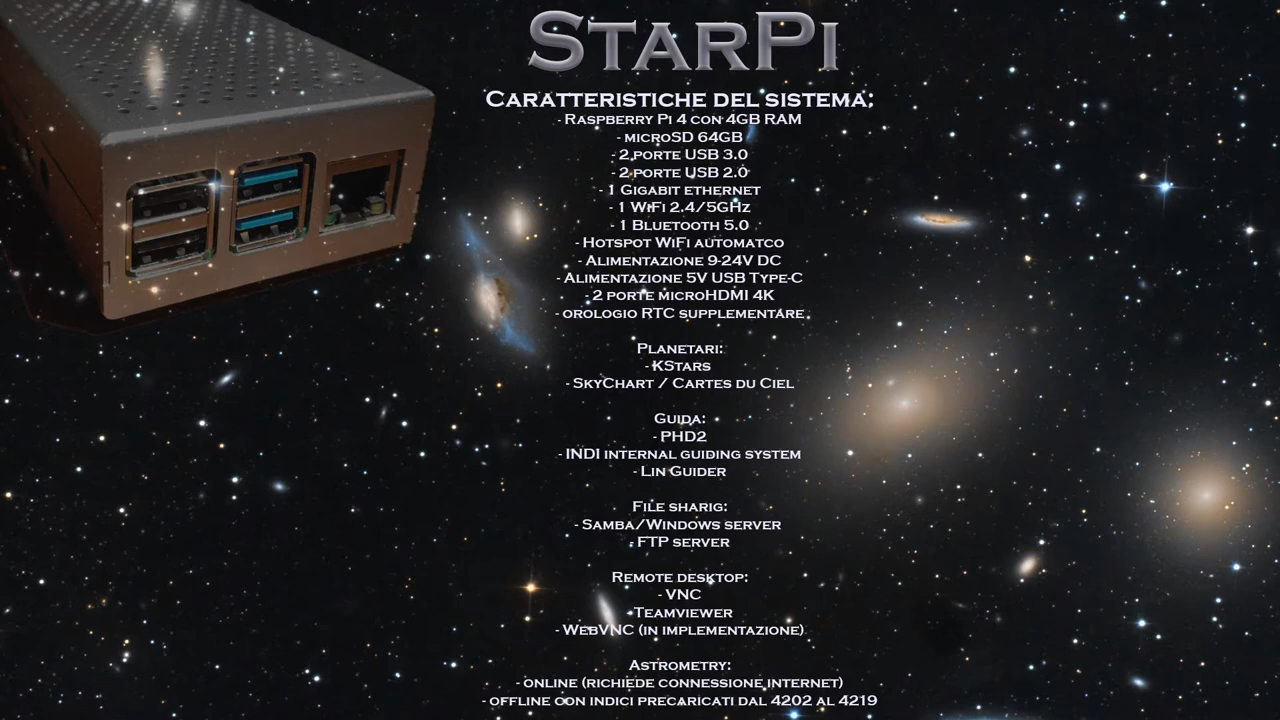 StarPi
Caratteristiche del sistema:
- Raspberry Pi 4 con 4GB RAM
- microSD 64GB
- 2 porte USB 3.0
- 2 porte USB 2.0
- 1 Gigabit ethernet
- 1 WiFi 2.4/5GHz
- 1 Bluetooth 5.0
- Hotspot WiFi automatco
- Alimentazione 9-24V DC
- Alimentazione 5V USB Type-C
- 2 porte microHDMI 4K
- orologio RTC supplementare
Planetari:
- KStars
- SkyChart / Cartes du Ciel
Guida:
- PHD2
- INDI internal guiding system
- Lin Guider
File sharig:
- Samba/Windows server
- FTP server
Remote desktop:
- VNC
- Teamviewer
- WebVNC (in implementazione)
Astrometry:
- online (richiede connessione internet)
- offline con indici precaricati dal 4202 al 4219